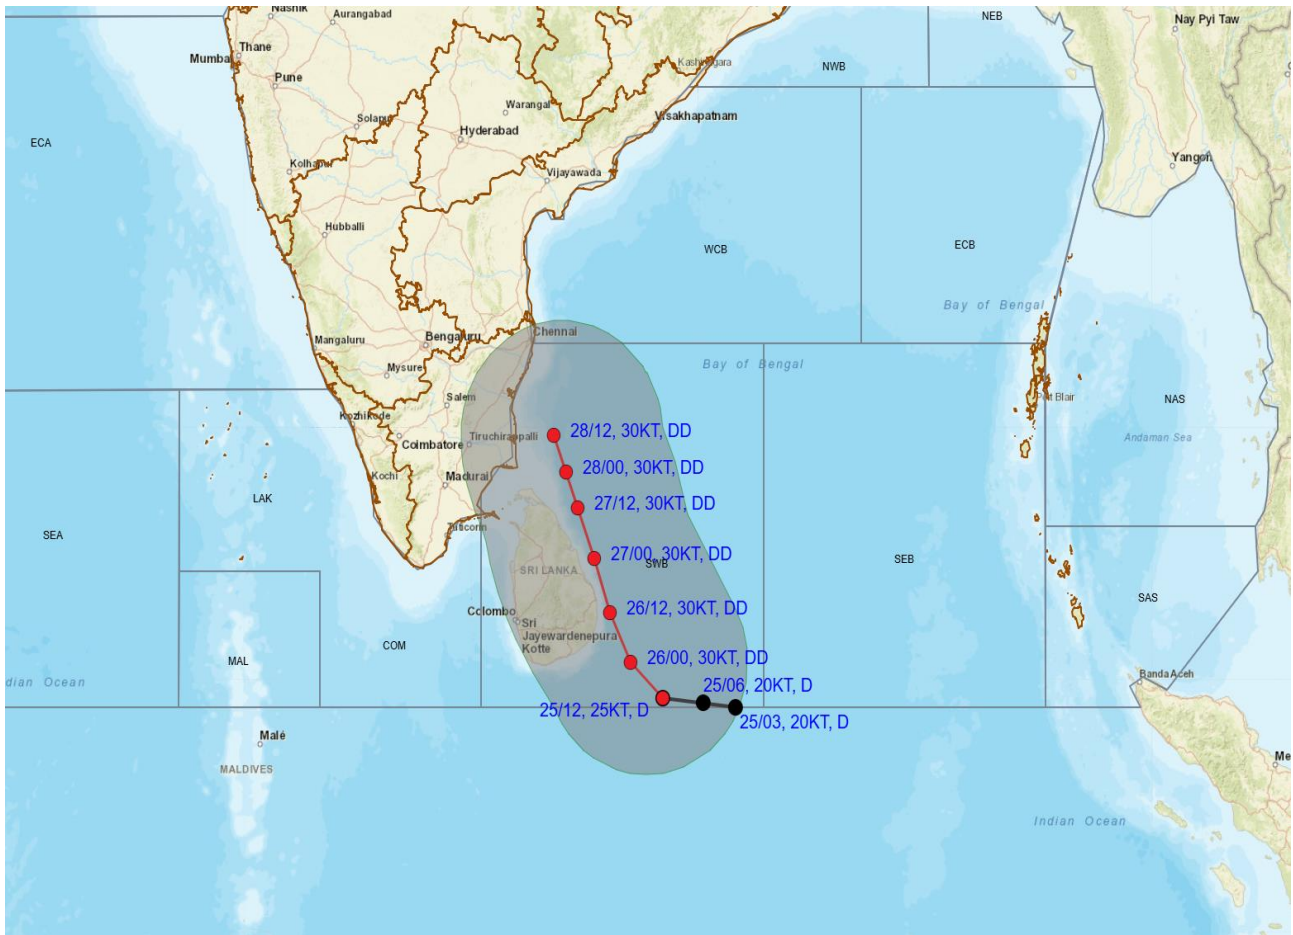 Nashik
Aurangabad
NEB
Nay Pyi Taw
Thane
Mumbai
NWB
Kashinagara
Pune
Warangal
Solapur
Visakhapatnam
Hyderabad
ECA
Kolhapur
Vijayawada
Yangon
Hubballi
WCB
ECB
Bay of Bengal
Chennai
Mangaluru
Bengaluru
Bay of Bengal
Mysuru
Salem
Port Blair
NAS
Kozhikode
Coimbatore
Tiruchirappalli
28/12, 30KT, DD
Andaman Sea
Kochi
Madurai
28/00, 30KT, DD
LAK
27/12, 30KT, DD
Tuticorin
SEA
27/00, 30KT, DD
SWB
SEB
SRI LANKA
SAS
Colombo
26/12, 30KT, DD
Sri
Jayewardenepura
Kotte
COM
MAL
26/00, 30KT, DD
Banda Aceh
dian Ocean
25/06, 20KT, D
25/12, 25KT, D
25/03, 20KT, D
Malé
Me
MALDIVES
Indian Ocean